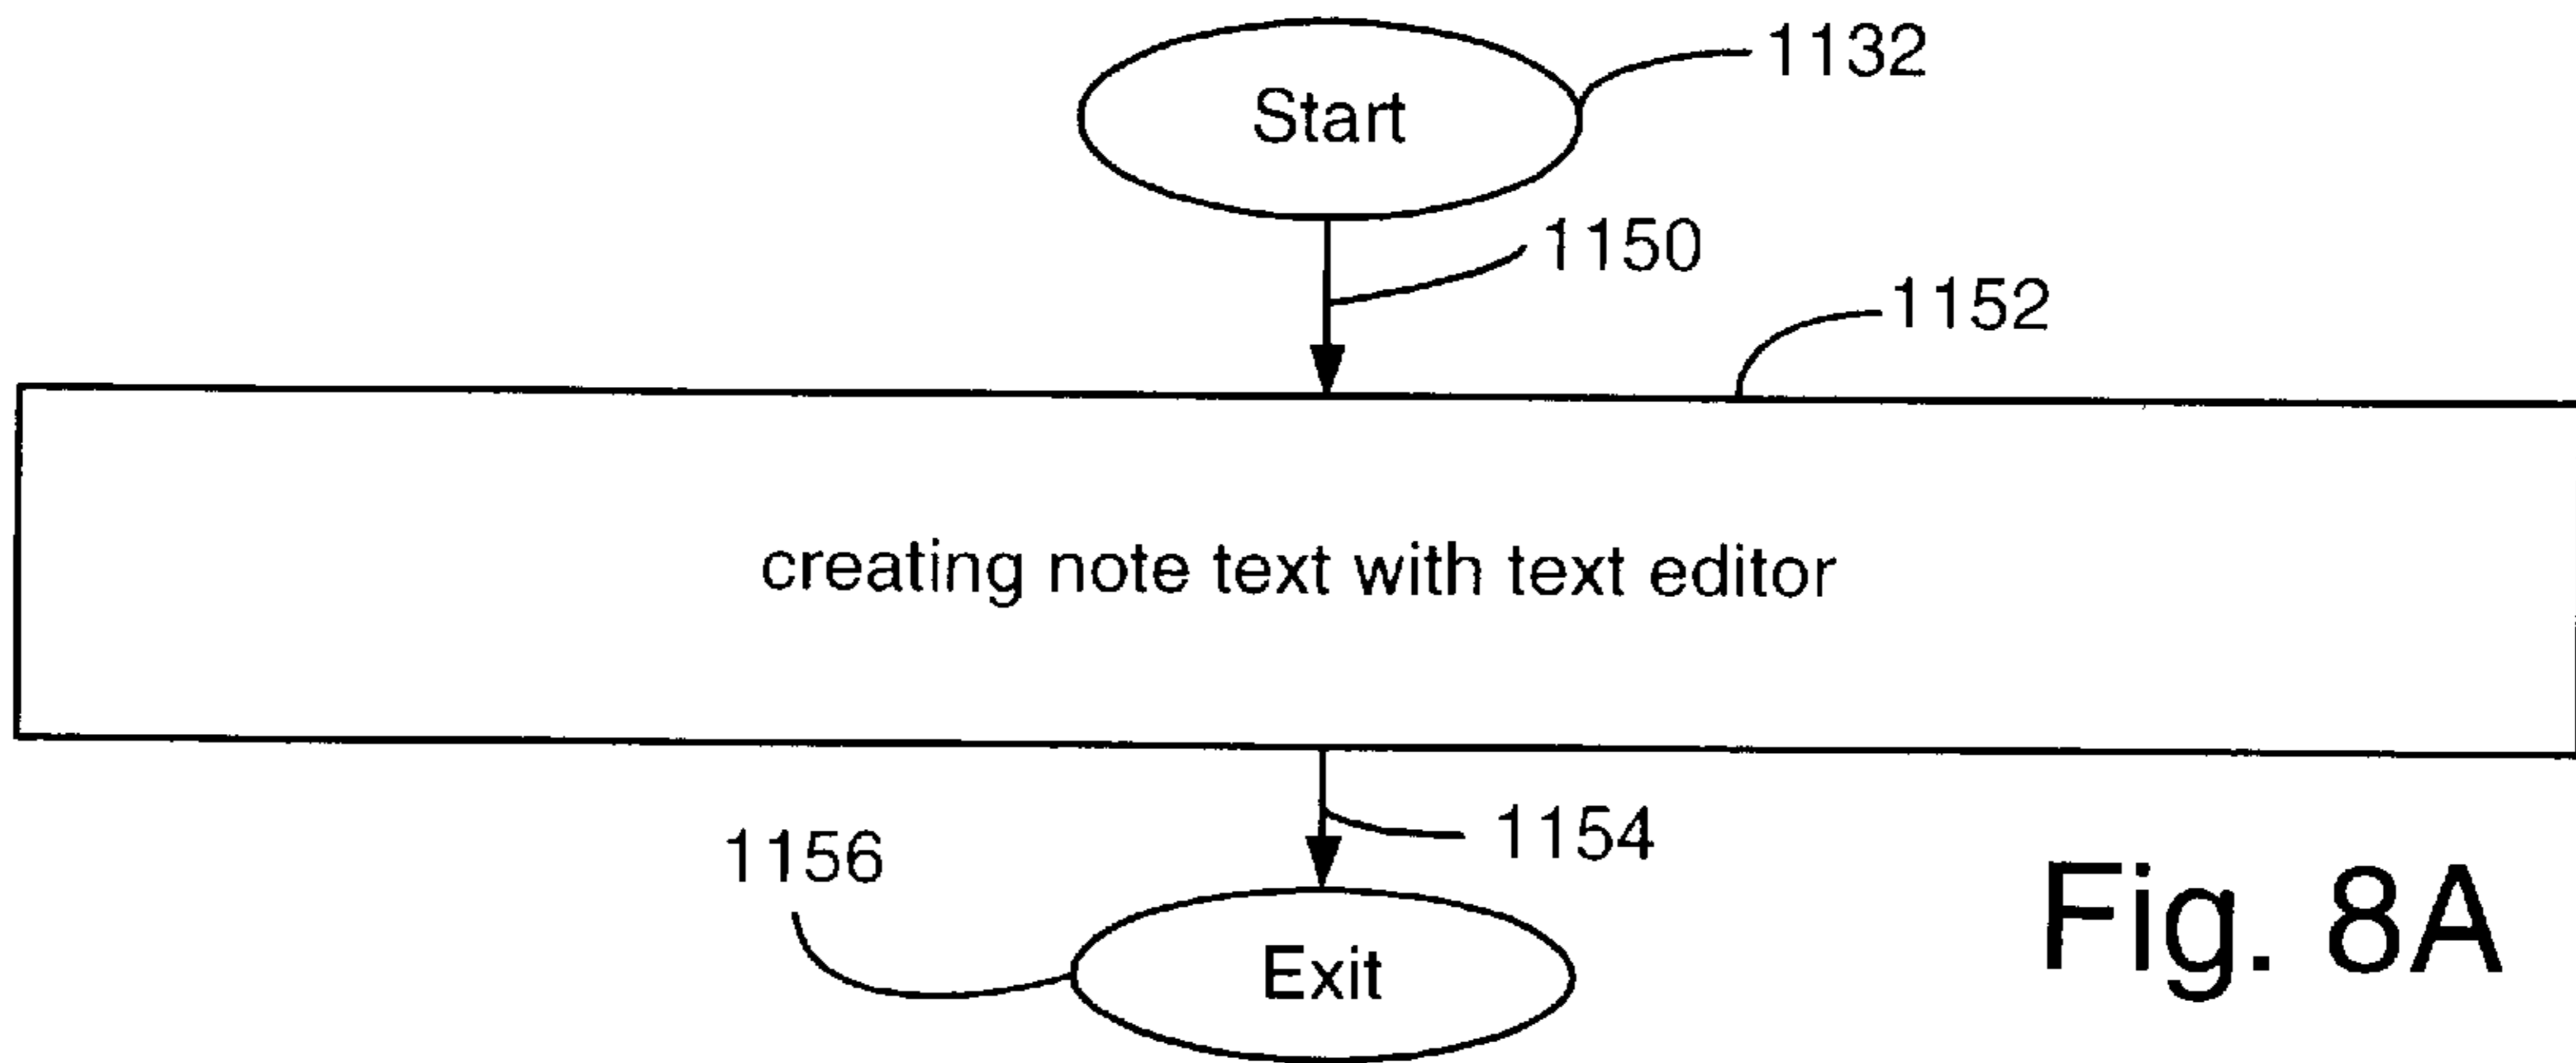 1132
Start
1150
1152
creating note text with text editor
1154
1156
Exit
Fig. 8A